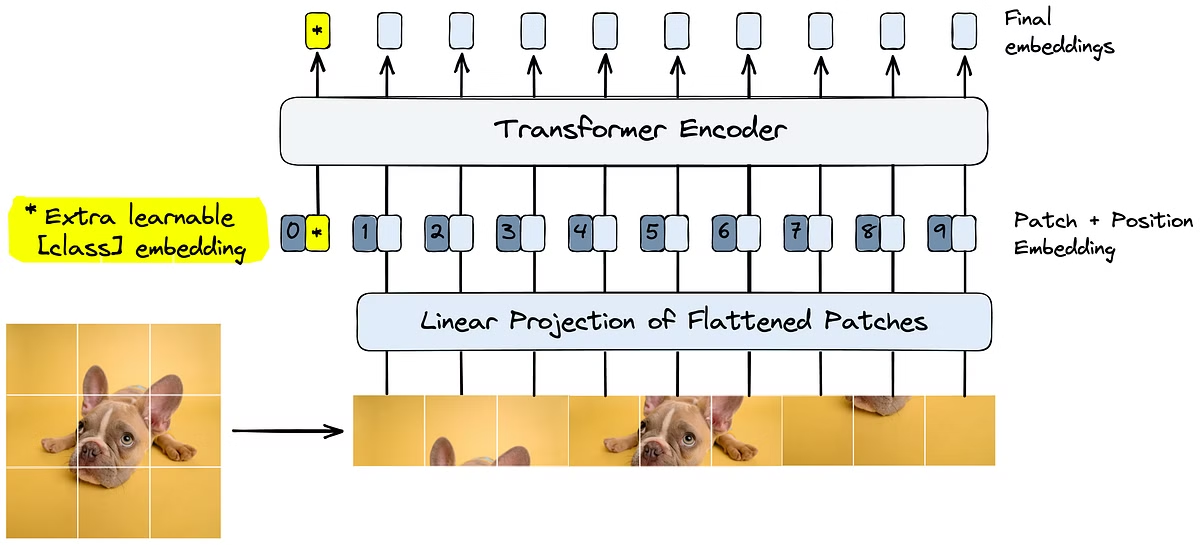 *
Final
embeddings
Transformer Encoder
* Extra learnable
[class] embedding
0 * 1 2 3 4 5 6 7 8 9
Patch + Position
Embedding
Linear Projection of Flattened Patches